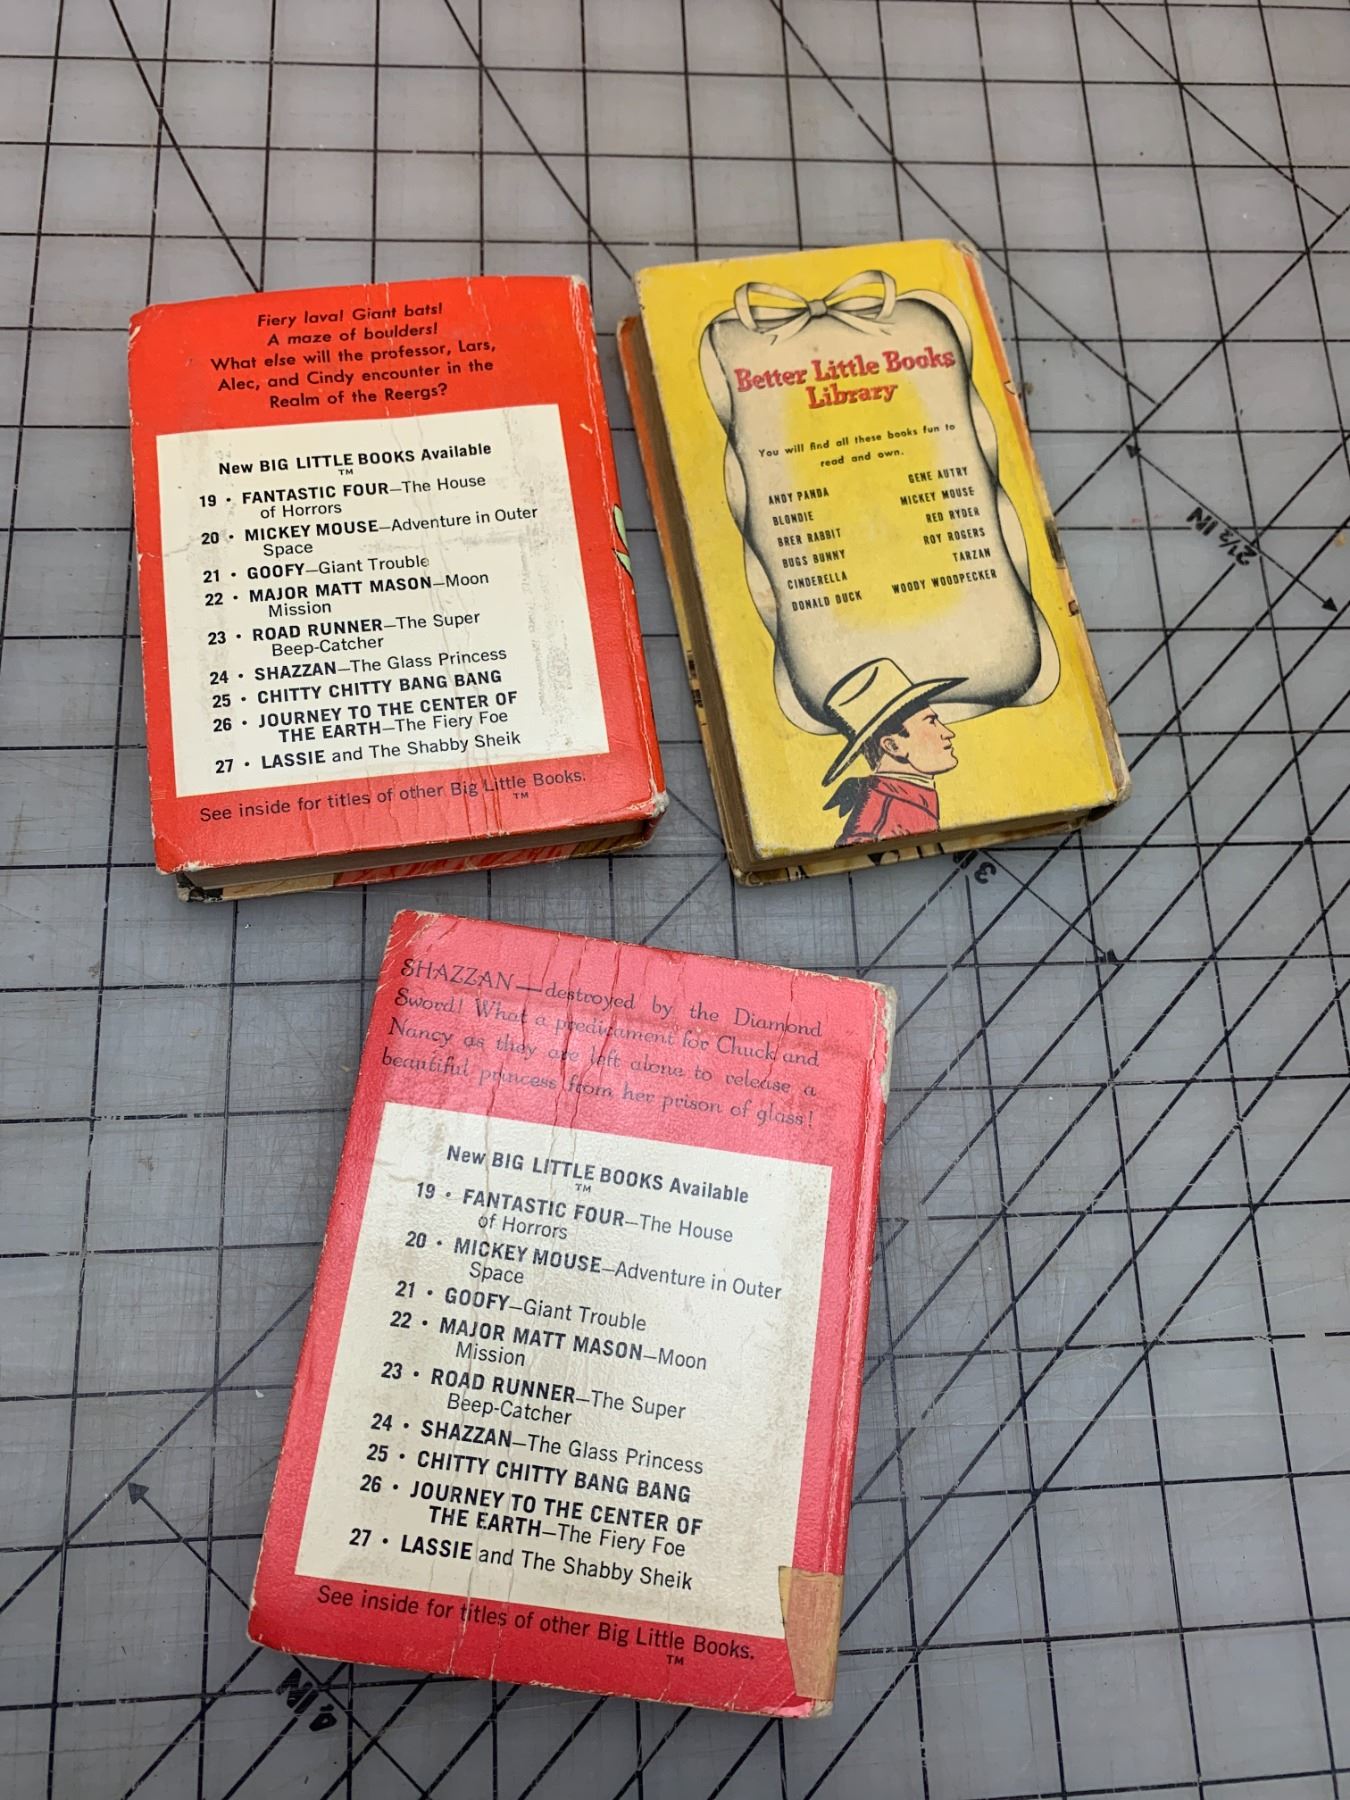 Fiery lava! Giant bats!
A maze of boulders!
What else will the professor, Lars,
Alec, and Cindy encounter in the
Realm of the Reergs?
New BIG LITTLE BOOKS Available
TM
19 • FANTASTIC FOUR—The House
of Horrors
20 • MICKEY MOUSE—Adventure in Outer
Space
21 • GOOFY—Giant Trouble
22 • MAJOR MATT MASON—Moon
Mission
23 • ROAD RUNNER—The Super
Beep-Catcher
24 • SHAZZAN—The Glass Princess
25 • CHITTY CHITTY BANG BANG
26 • JOURNEY TO THE CENTER OF
THE EARTH—The Fiery Foe
27 • LASSIE and The Shabby Sheik
See inside for titles of other Big Little Books.
TM
Better Little Books
Library
You will find all these books fun to
read and own.
ANDY PANDA
BLONDIE
BRER RABBIT
BUGS BUNNY
CINDERELLA
DONALD DUCK
GENE AUTRY
MICKEY MOUSE
RED RYDER
ROY ROGERS
TARZAN
WOODY WOODPECKER
2½ IN
3 IN
SHAZZAN—destroyed by the Diamond
Sword! What a predicament for Chuck and
Nancy as they are left alone to release a
beautiful princess from her prison of glass!
New BIG LITTLE BOOKS Available
TM
19 • FANTASTIC FOUR—The House
of Horrors
20 • MICKEY MOUSE—Adventure in Outer
Space
21 • GOOFY—Giant Trouble
22 • MAJOR MATT MASON—Moon
Mission
23 • ROAD RUNNER—The Super
Beep-Catcher
24 • SHAZZAN—The Glass Princess
25 • CHITTY CHITTY BANG BANG
26 • JOURNEY TO THE CENTER OF
THE EARTH—The Fiery Foe
27 • LASSIE and The Shabby Sheik
See inside for titles of other Big Little Books.
TM
IN